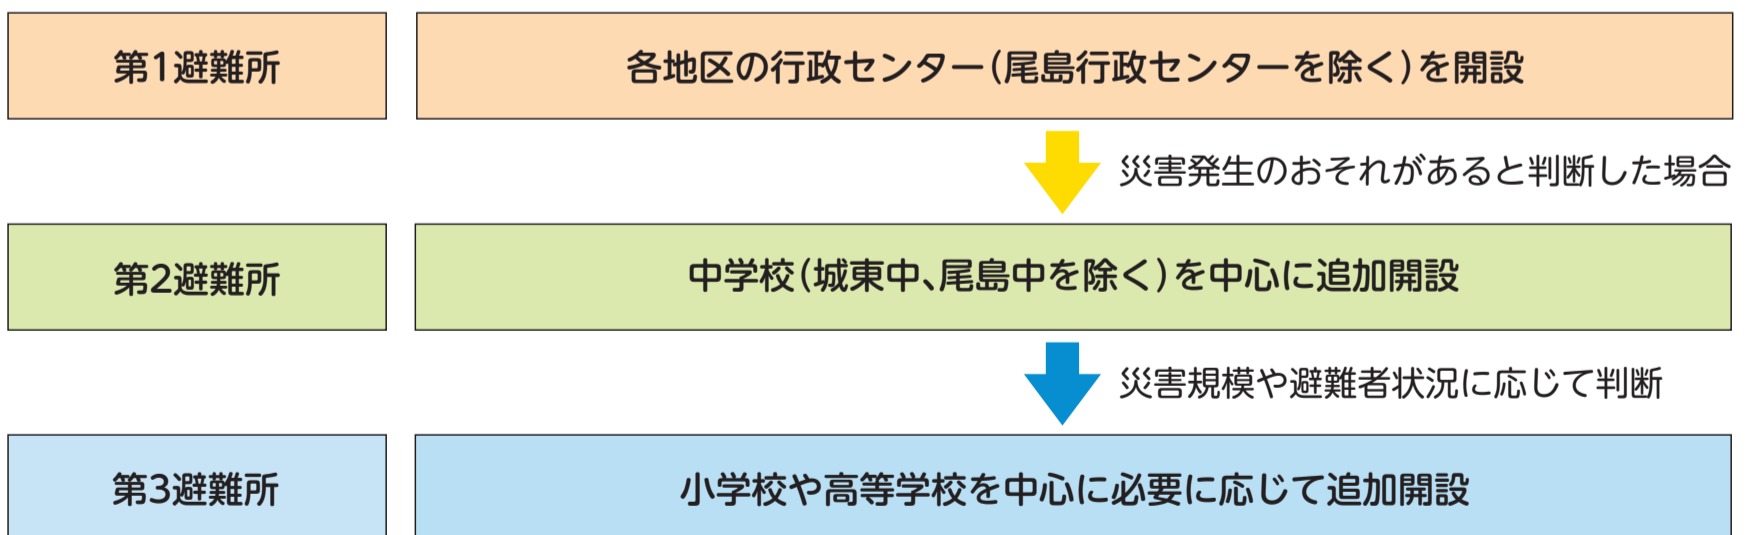 第1避難所
各地区の行政センター(尾島行政センターを除く)を開設
災害発生のおそれがあると判断した場合
第2避難所
中学校(城東中、尾島中を除く)を中心に追加開設
災害規模や避難者状況に応じて判断
第3避難所
小学校や高等学校を中心に必要に応じて追加開設